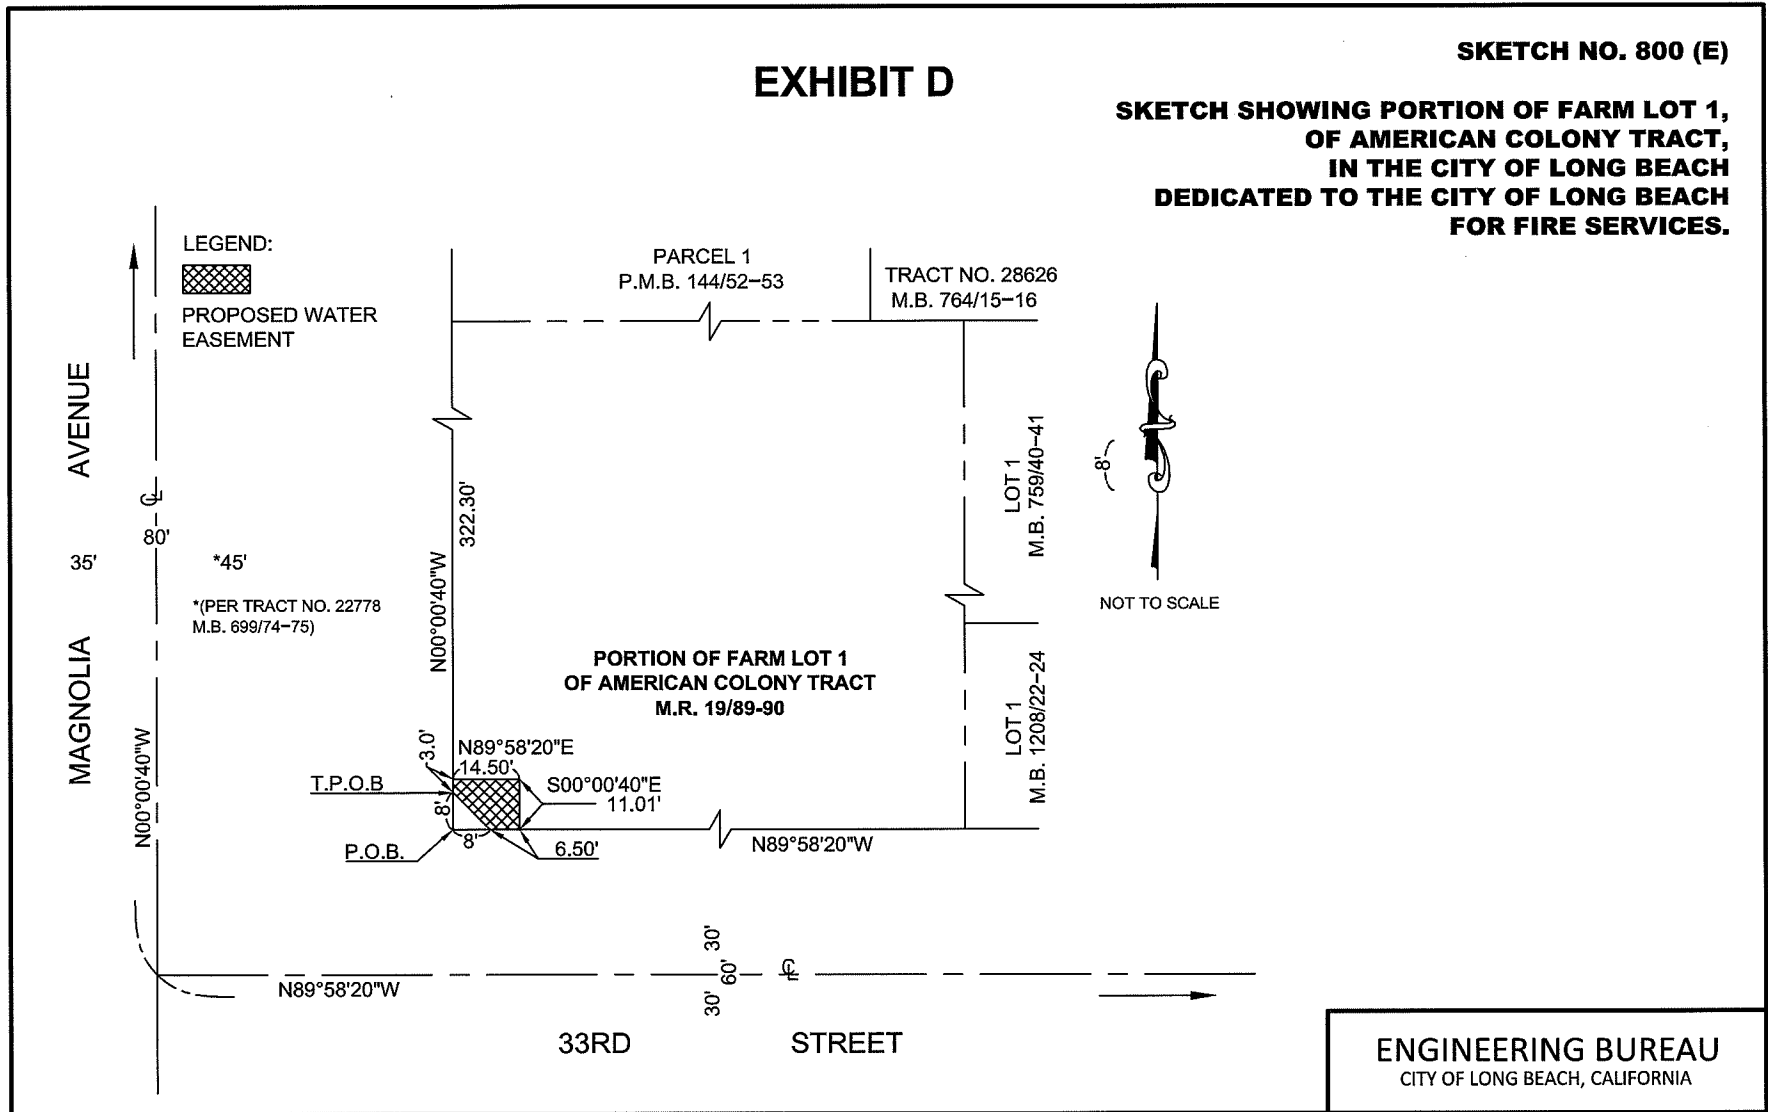 EXHIBIT D
SKETCH NO. 800 (E)
SKETCH SHOWING PORTION OF FARM LOT 1,
OF AMERICAN COLONY TRACT,
IN THE CITY OF LONG BEACH
DEDICATED TO THE CITY OF LONG BEACH
FOR FIRE SERVICES.
LEGEND:
PROPOSED WATER
EASEMENT
PARCEL 1
P.M.B. 144/52-53
TRACT NO. 28626
M.B. 764/15-16
MAGNOLIA AVENUE
CL
80'
35'
*45'
*(PER TRACT NO. 22778
M.B. 699/74-75)
N00°00'40"W
N00°00'40"W
322.30'
LOT 1
M.B. 759/40-41
-8'-
NOT TO SCALE
PORTION OF FARM LOT 1
OF AMERICAN COLONY TRACT
M.R. 19/89-90
LOT 1
M.B. 1208/22-24
3.0'
N89°58'20"E
14.50'
T.P.O.B
S00°00'40"E
11.01'
8'
8'
P.O.B.
6.50'
N89°58'20"W
30'
60'
CL
30'
N89°58'20"W
33RD STREET
ENGINEERING BUREAU
CITY OF LONG BEACH, CALIFORNIA